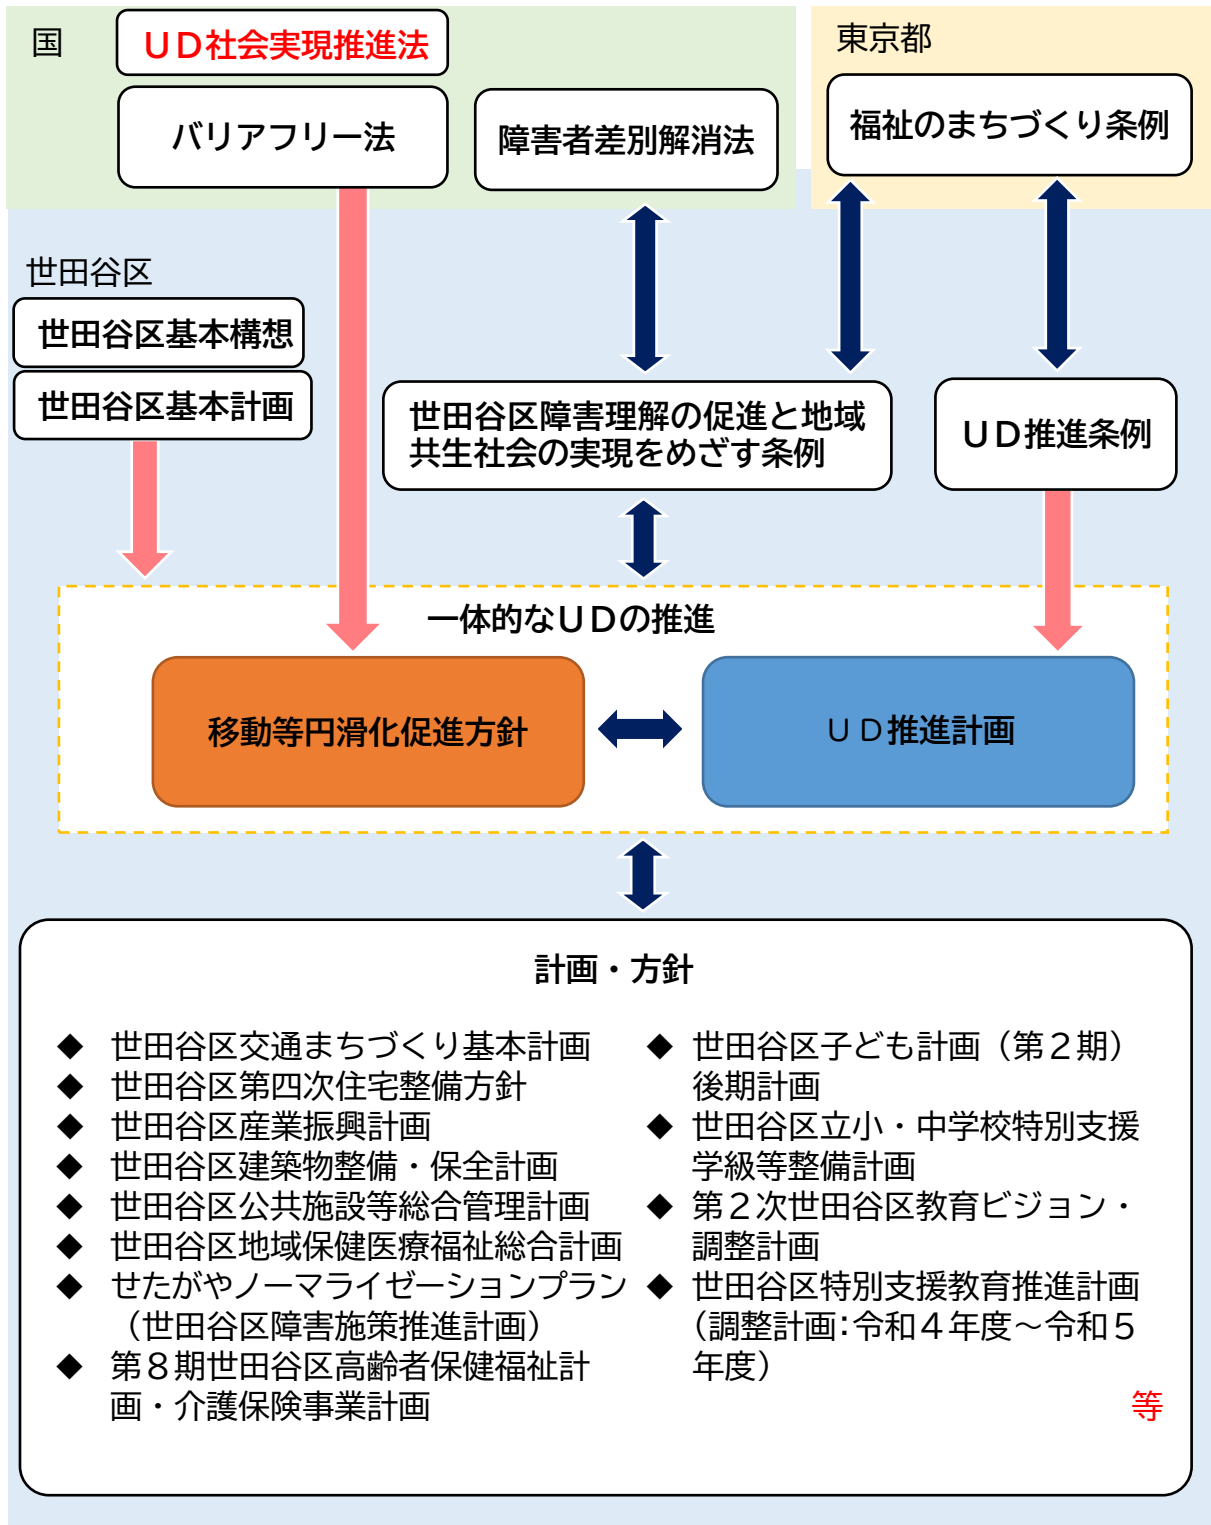 国
ＵＤ社会実現推進法
バリアフリー法
障害者差別解消法
東京都
福祉のまちづくり条例
世田谷区
世田谷区基本構想
世田谷区基本計画
世田谷区障害理解の促進と地域
共生社会の実現をめざす条例
ＵＤ推進条例
一体的なＵＤの推進
移動等円滑化促進方針
ＵＤ推進計画
計画・方針
◆ 世田谷区交通まちづくり基本計画
◆ 世田谷区第四次住宅整備方針
◆ 世田谷区産業振興計画
◆ 世田谷区建築物整備・保全計画
◆ 世田谷区公共施設等総合管理計画
◆ 世田谷区地域保健医療福祉総合計画
◆ せたがやノーマライゼーションプラン
（世田谷区障害施策推進計画）
◆ 第８期世田谷区高齢者保健福祉計
画・介護保険事業計画
◆ 世田谷区子ども計画（第２期）
後期計画
◆ 世田谷区立小・中学校特別支援
学級等整備計画
◆ 第２次世田谷区教育ビジョン・
調整計画
◆ 世田谷区特別支援教育推進計画
（調整計画：令和４年度～令和５
年度）
等